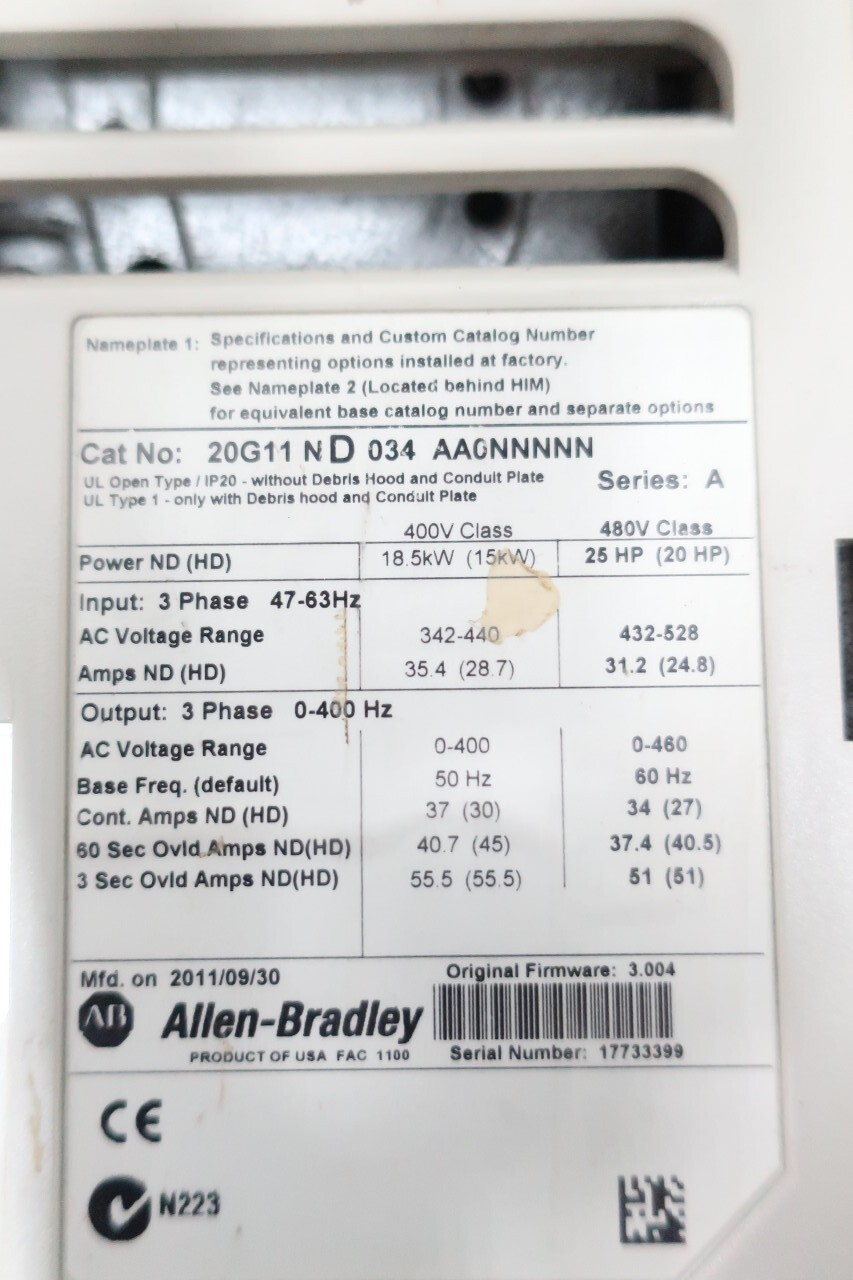 Nameplate 1: Specifications and Custom Catalog Number
representing options installed at factory.
See Nameplate 2 (Located behind HIM)
for equivalent base catalog number and separate options
Cat No: 20G11 N D 034 AA0NNNNN
UL Open Type / IP20 - without Debris Hood and Conduit Plate
UL Type 1 - only with Debris hood and Conduit Plate
Series: A
400V Class 480V Class
Power ND (HD) 18.5kW (15kW) 25 HP (20 HP)
Input: 3 Phase 47-63Hz
AC Voltage Range 342-440 432-528
Amps ND (HD) 35.4 (28.7) 31.2 (24.8)
Output: 3 Phase 0-400 Hz
AC Voltage Range 0-400 0-460
Base Freq. (default) 50 Hz 60 Hz
Cont. Amps ND (HD) 37 (30) 34 (27)
60 Sec Ovld Amps ND(HD) 40.7 (45) 37.4 (40.5)
3 Sec Ovld Amps ND(HD) 55.5 (55.5) 51 (51)
Mfd. on 2011/09/30 Original Firmware: 3.004
AB Allen-Bradley
PRODUCT OF USA FAC 1100 Serial Number: 17733399
CE
N223